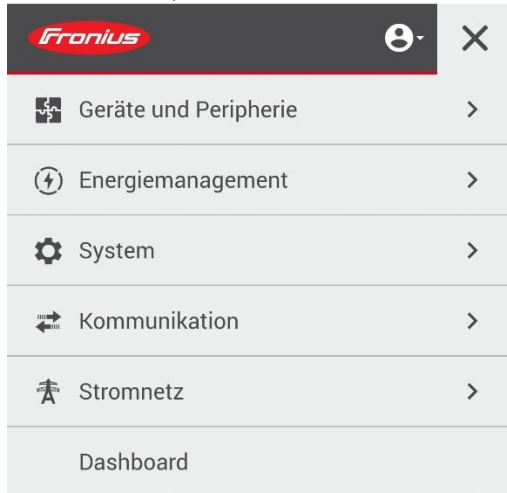 Fronius
Geräte und Peripherie
Energiemanagement
System
Kommunikation
Stromnetz
Dashboard